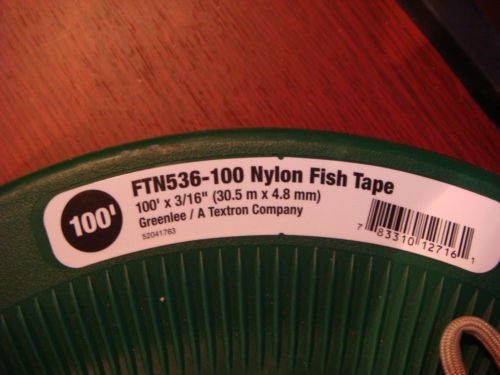 100'
FTN536-100 Nylon Fish Tape
100' x 3/16" (30.5 m x 4.8 mm)
Greenlee / A Textron Company
52041763
7 83310 12716 1